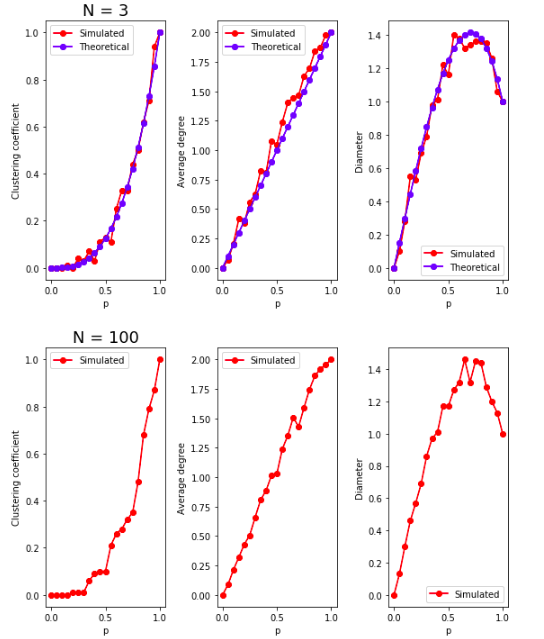 N = 3
Simulated
Theoretical
Clustering coefficient
1.0
0.8
0.6
0.4
0.2
0.0
0.0
0.5
1.0
p
Simulated
Theoretical
Average degree
2.00
1.75
1.50
1.25
1.00
0.75
0.50
0.25
0.00
0.0
0.5
1.0
p
Simulated
Theoretical
Diameter
1.4
1.2
1.0
0.8
0.6
0.4
0.2
0.0
0.0
0.5
1.0
p
N = 100
Simulated
Clustering coefficient
1.0
0.8
0.6
0.4
0.2
0.0
0.0
0.5
1.0
p
Simulated
Average degree
2.00
1.75
1.50
1.25
1.00
0.75
0.50
0.25
0.00
0.0
0.5
1.0
p
Simulated
Diameter
1.4
1.2
1.0
0.8
0.6
0.4
0.2
0.0
0.0
0.5
1.0
p